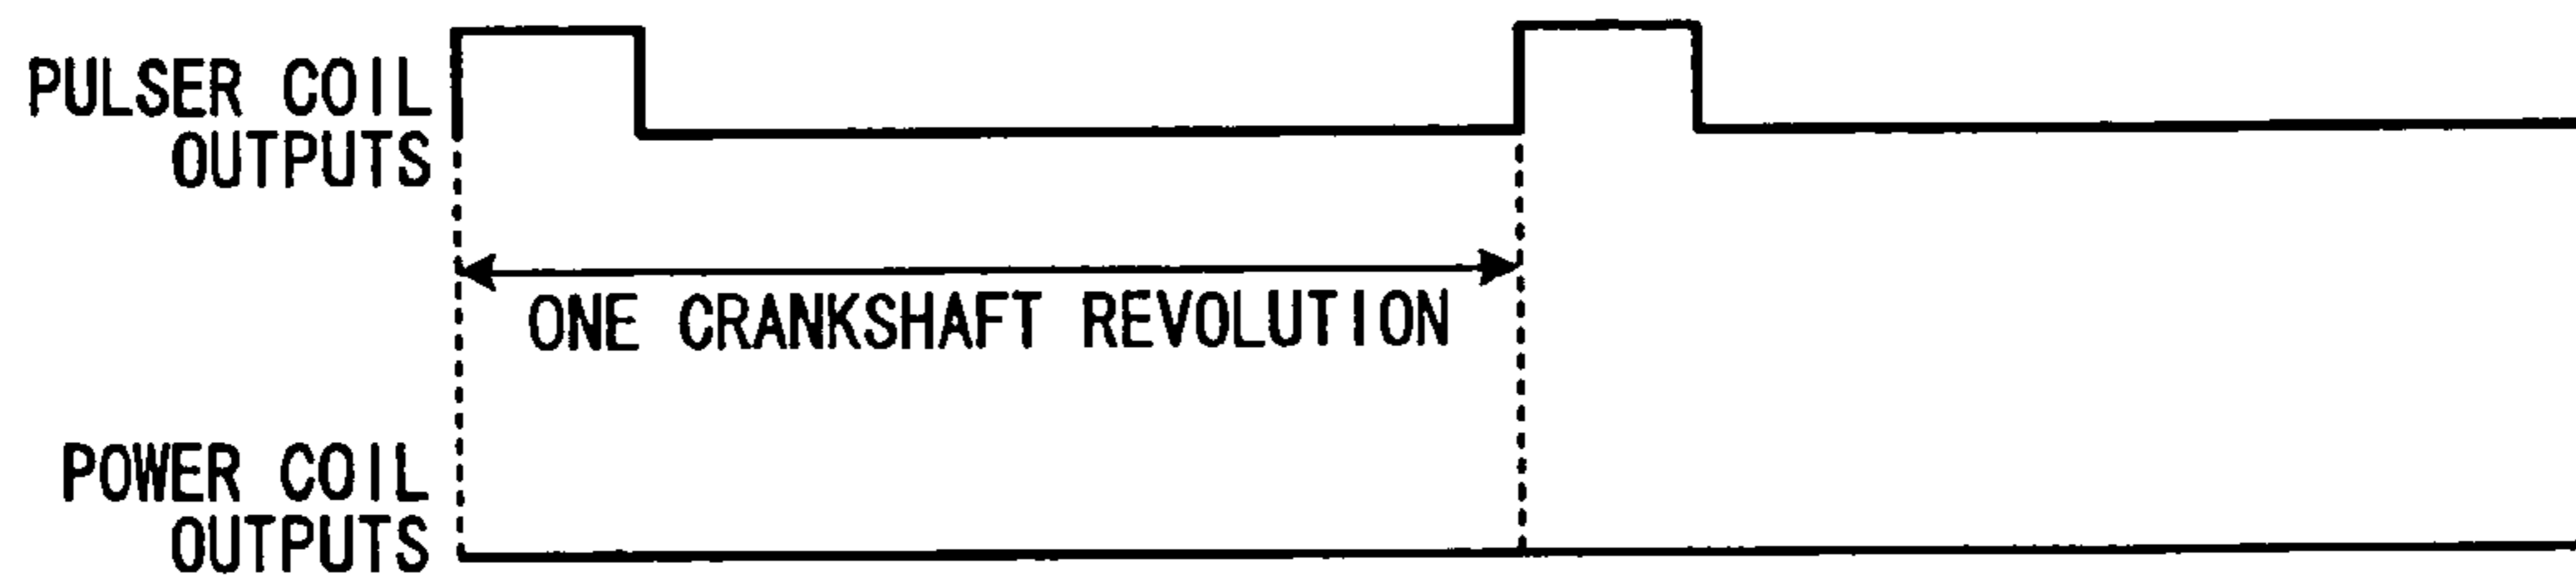 PULSER COIL
OUTPUTS
ONE CRANKSHAFT REVOLUTION
POWER COIL
OUTPUTS